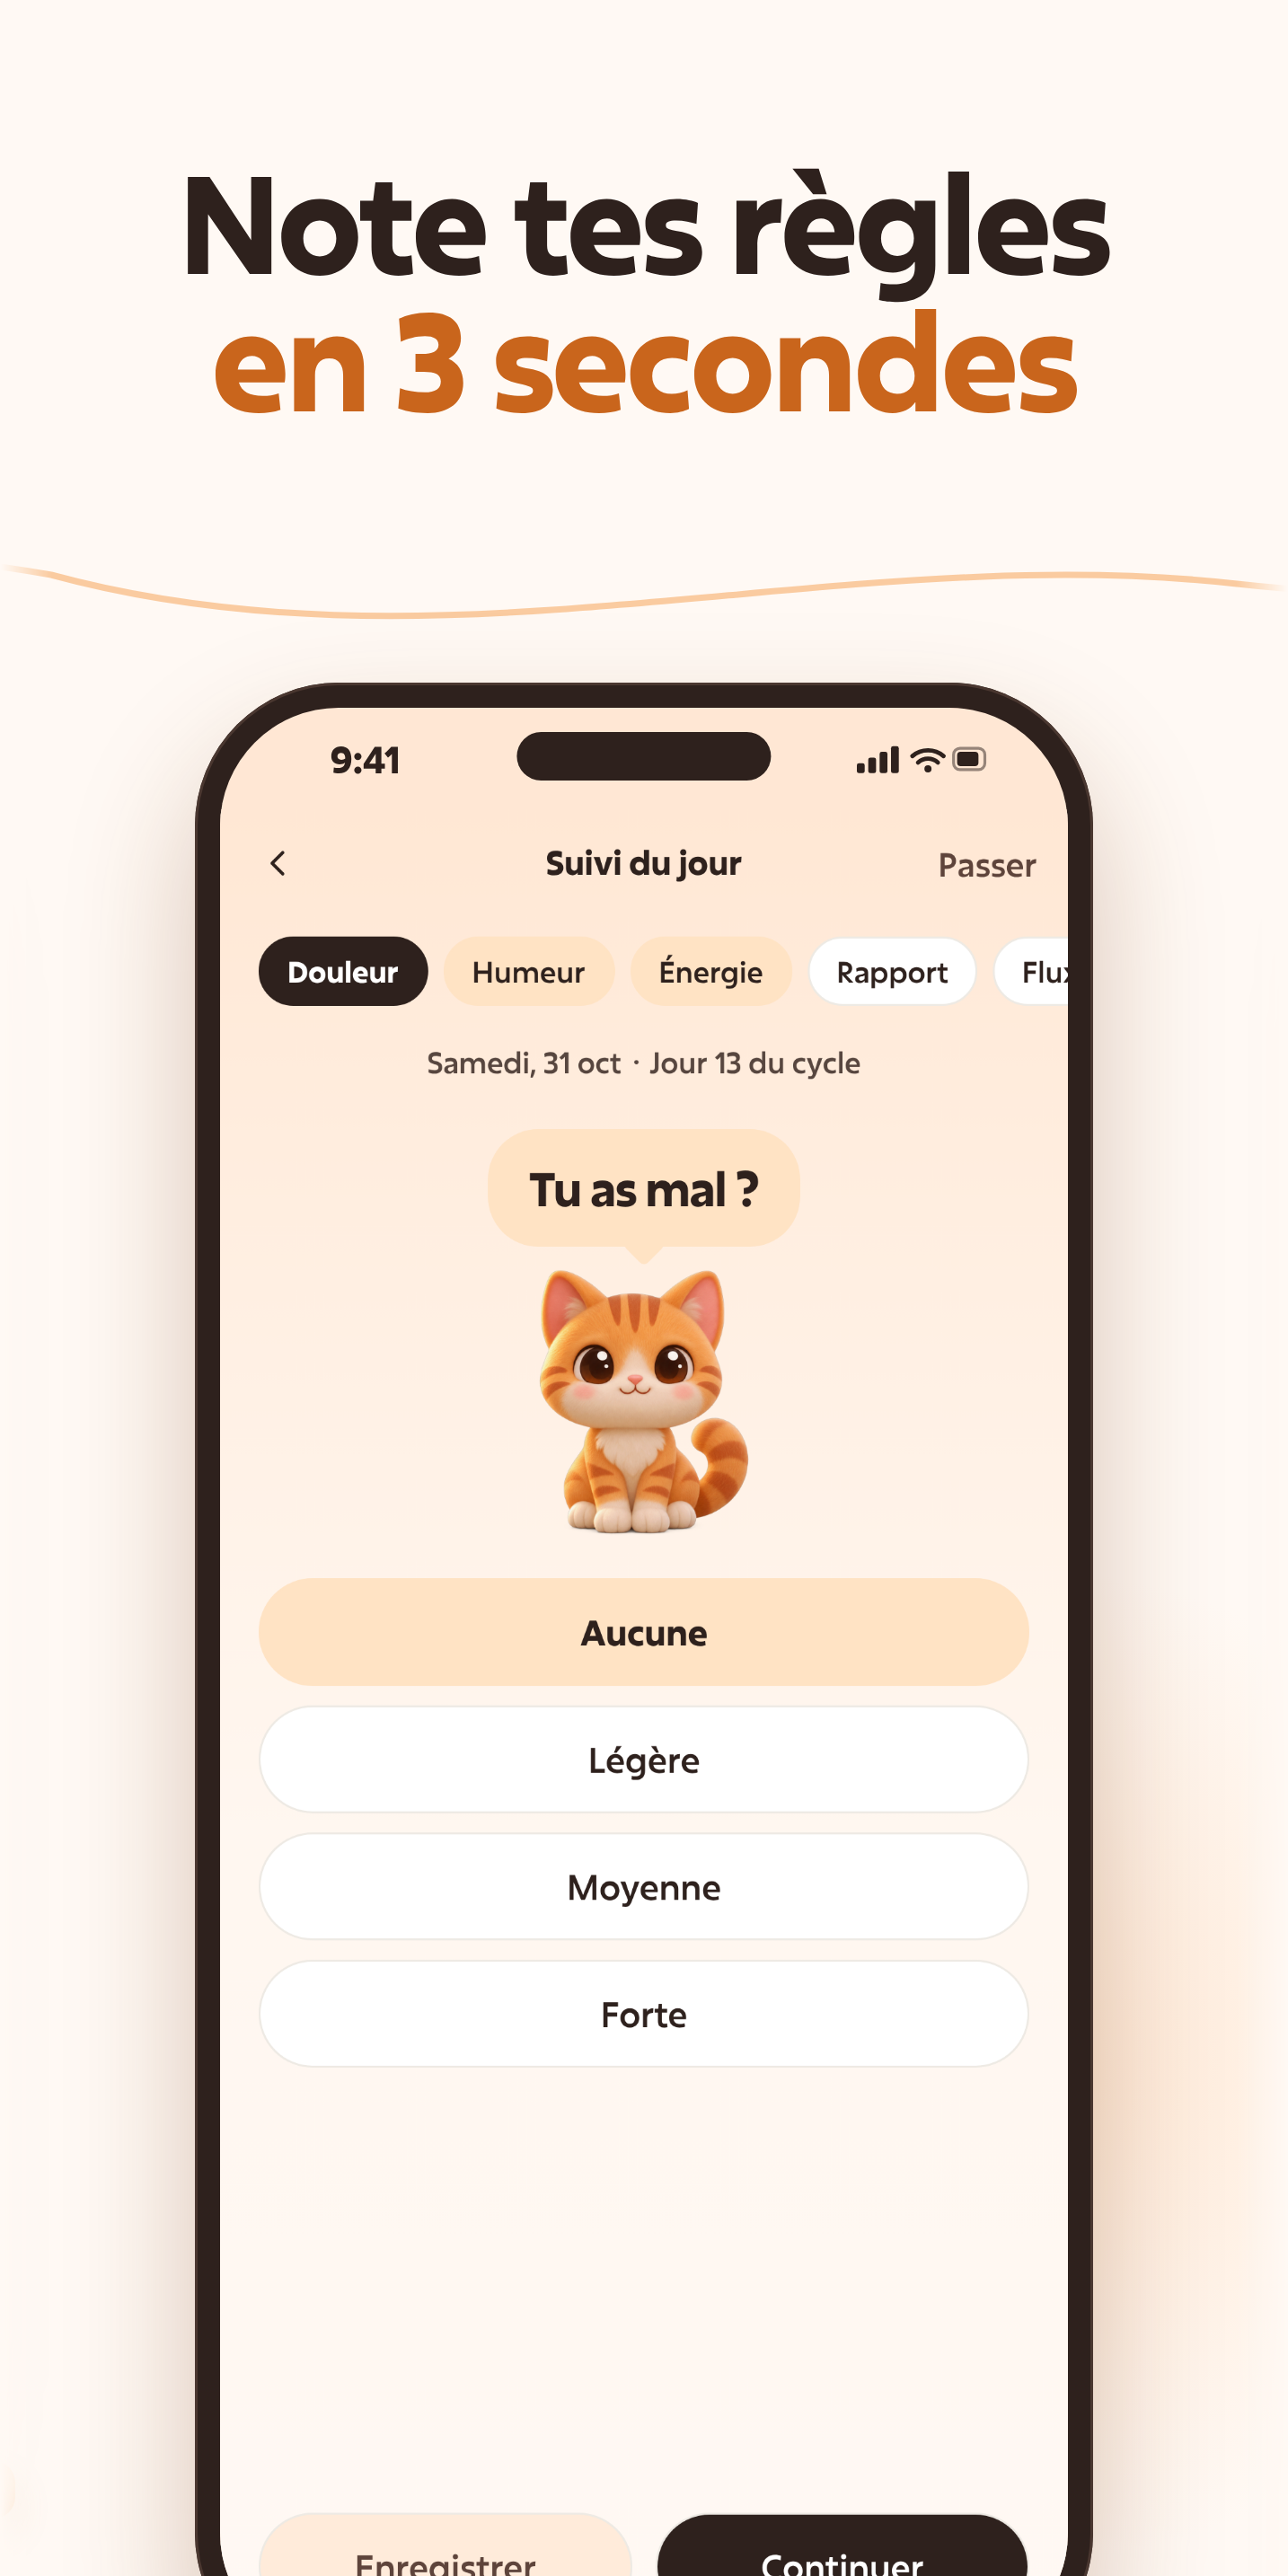 Note tes règles
en 3 secondes
9:41
Suivi du jour
Passer
Douleur
Humeur
Énergie
Rapport
Flux
Samedi, 31 oct · Jour 13 du cycle
Tu as mal ?
Aucune
Légère
Moyenne
Forte
Enregistrer
Continuer